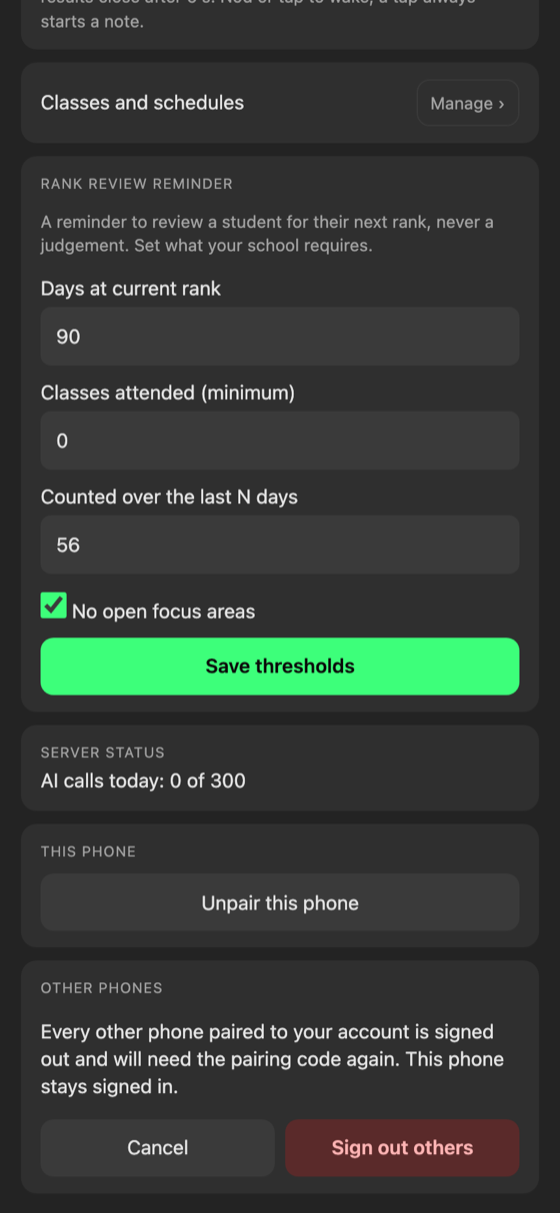 starts a note.
Classes and schedules
Manage ›
RANK REVIEW REMINDER
A reminder to review a student for their next rank, never a
judgement. Set what your school requires.
Days at current rank
90
Classes attended (minimum)
0
Counted over the last N days
56
No open focus areas
Save thresholds
SERVER STATUS
AI calls today: 0 of 300
THIS PHONE
Unpair this phone
OTHER PHONES
Every other phone paired to your account is signed
out and will need the pairing code again. This phone
stays signed in.
Cancel
Sign out others